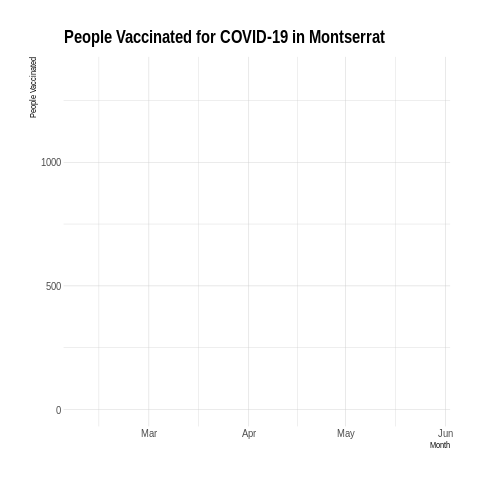 People Vaccinated for COVID-19 in Montserrat
People Vaccinated
1000
500
0
Mar Apr May Jun
Month